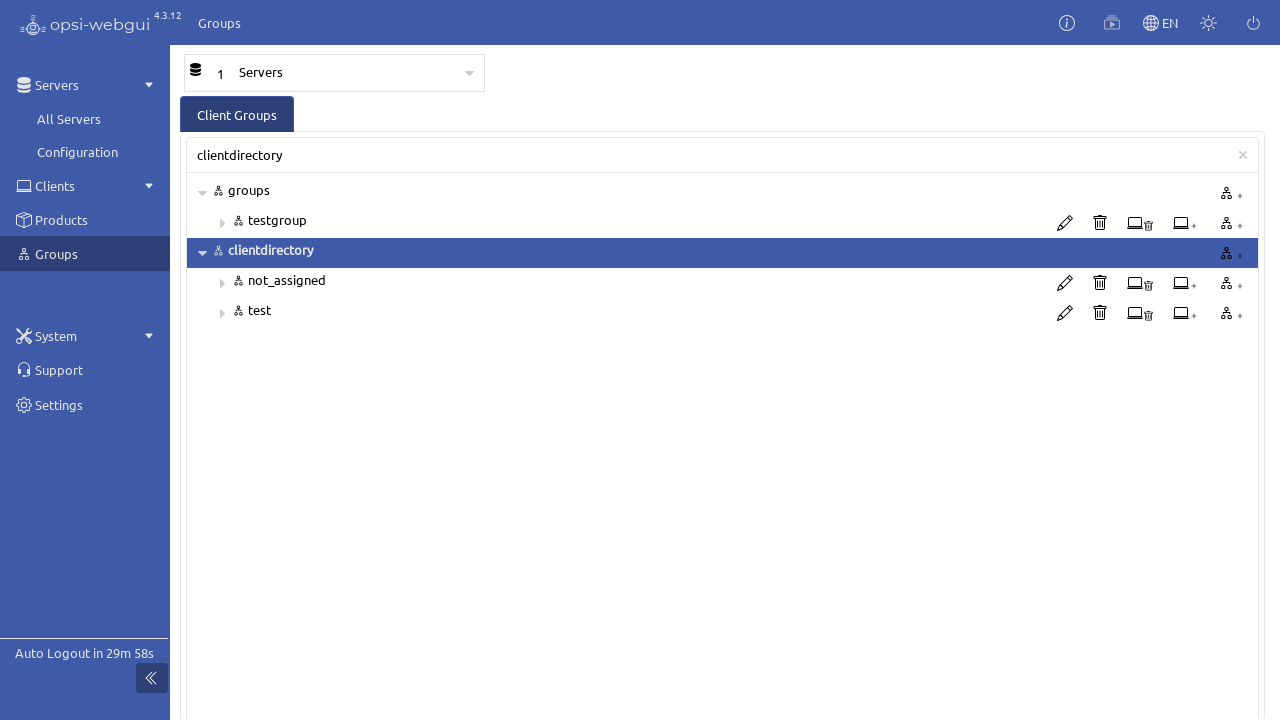 opsi-webgui 4.3.12
Groups
EN
Servers
All Servers
Configuration
Clients
Products
Groups
System
Support
Settings
Auto Logout in 29m 58s
1 Servers
Client Groups
clientdirectory
groups
testgroup
clientdirectory
not_assigned
test